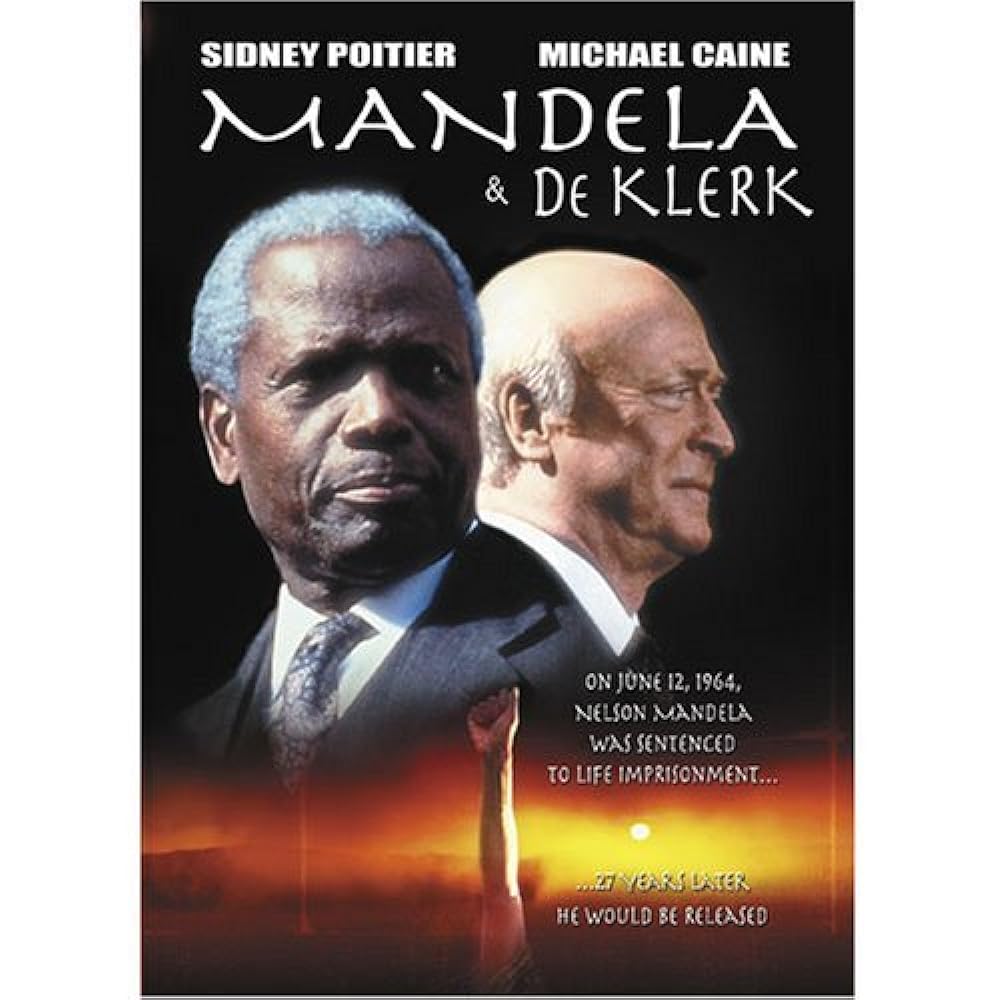 SIDNEY POITIER MICHAEL CAINE
MANDELA
& DE KLERK
ON JUNE 12, 1964,
NELSON MANDELA
WAS SENTENCED
TO LIFE IMPRISONMENT...
...27 YEARS LATER
HE WOULD BE RELEASED